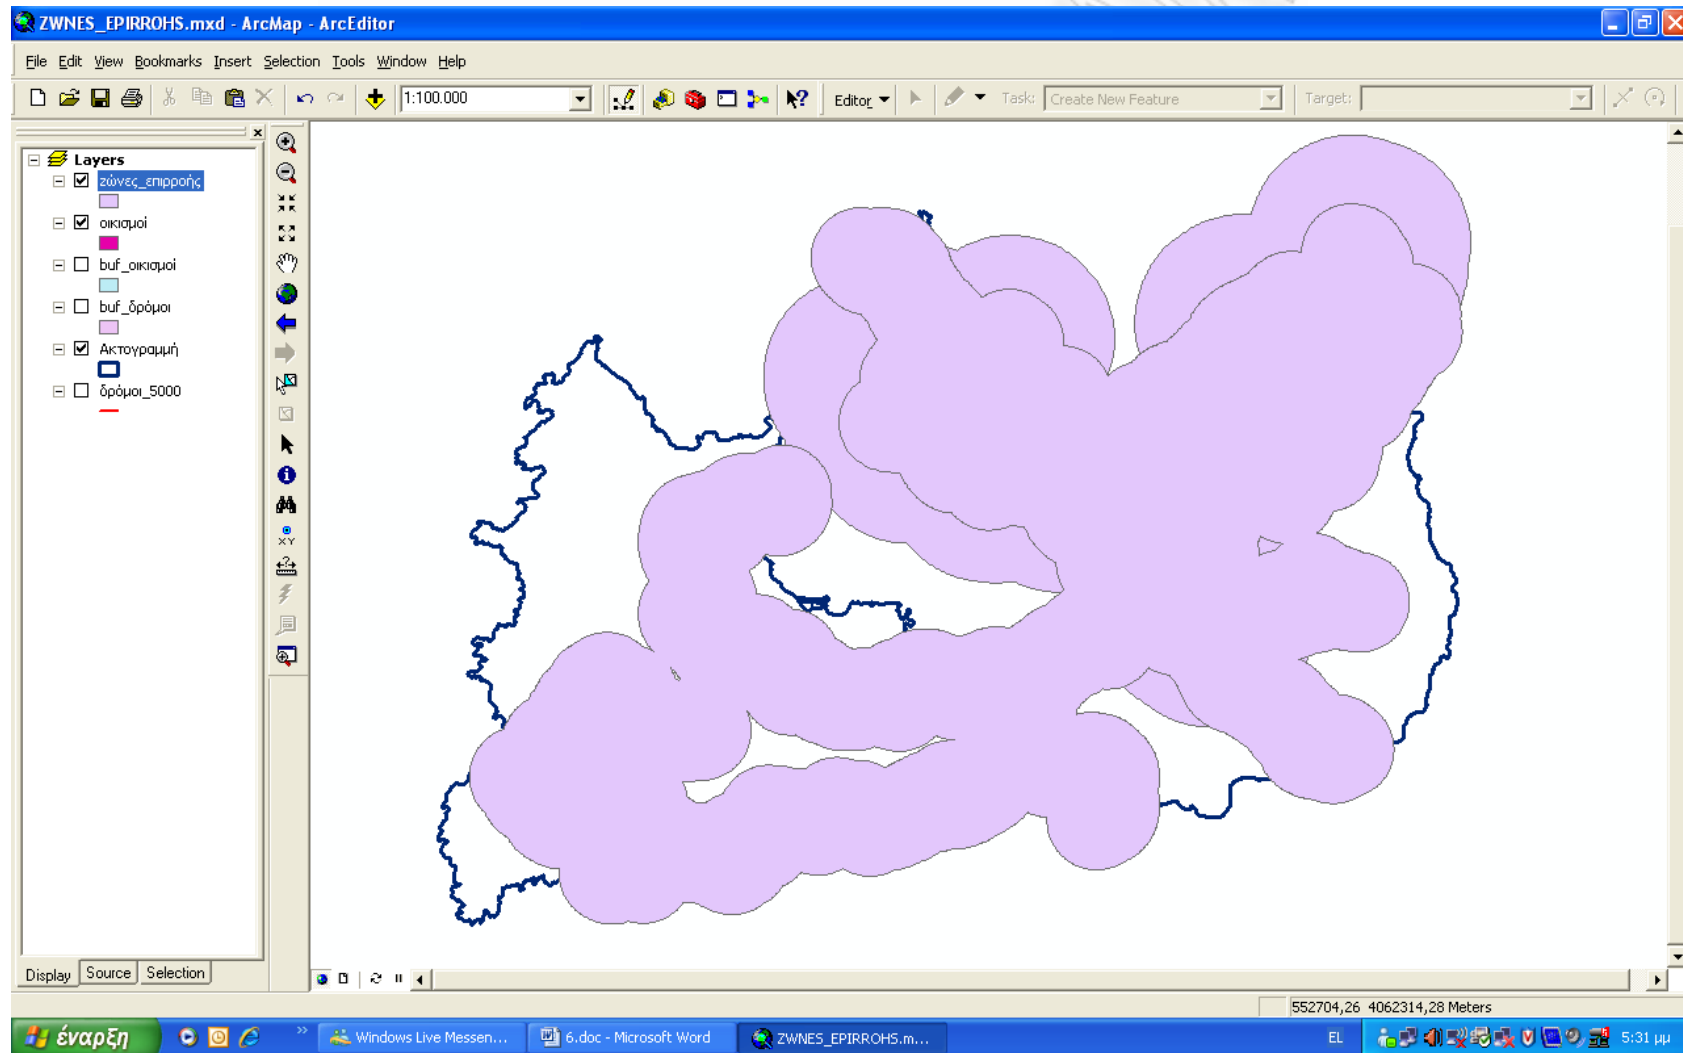 ZWNES_EPIRROHS.mxd - ArcMap - ArcEditor
File Edit View Bookmarks Insert Selection Tools Window Help
1:100.000 Editor Task: Create New Feature Target:
Layers
ζώνες_επιρροής
οικισμοί
buf_οικισμοί
buf_δρόμοι
Ακτογραμμή
δρόμοι_5000
XY
Display Source Selection
552704,26 4062314,28 Meters
έναρξη Windows Live Messen... 6.doc - Microsoft Word ZWNES_EPIRROHS.m... EL 5:31 μμ